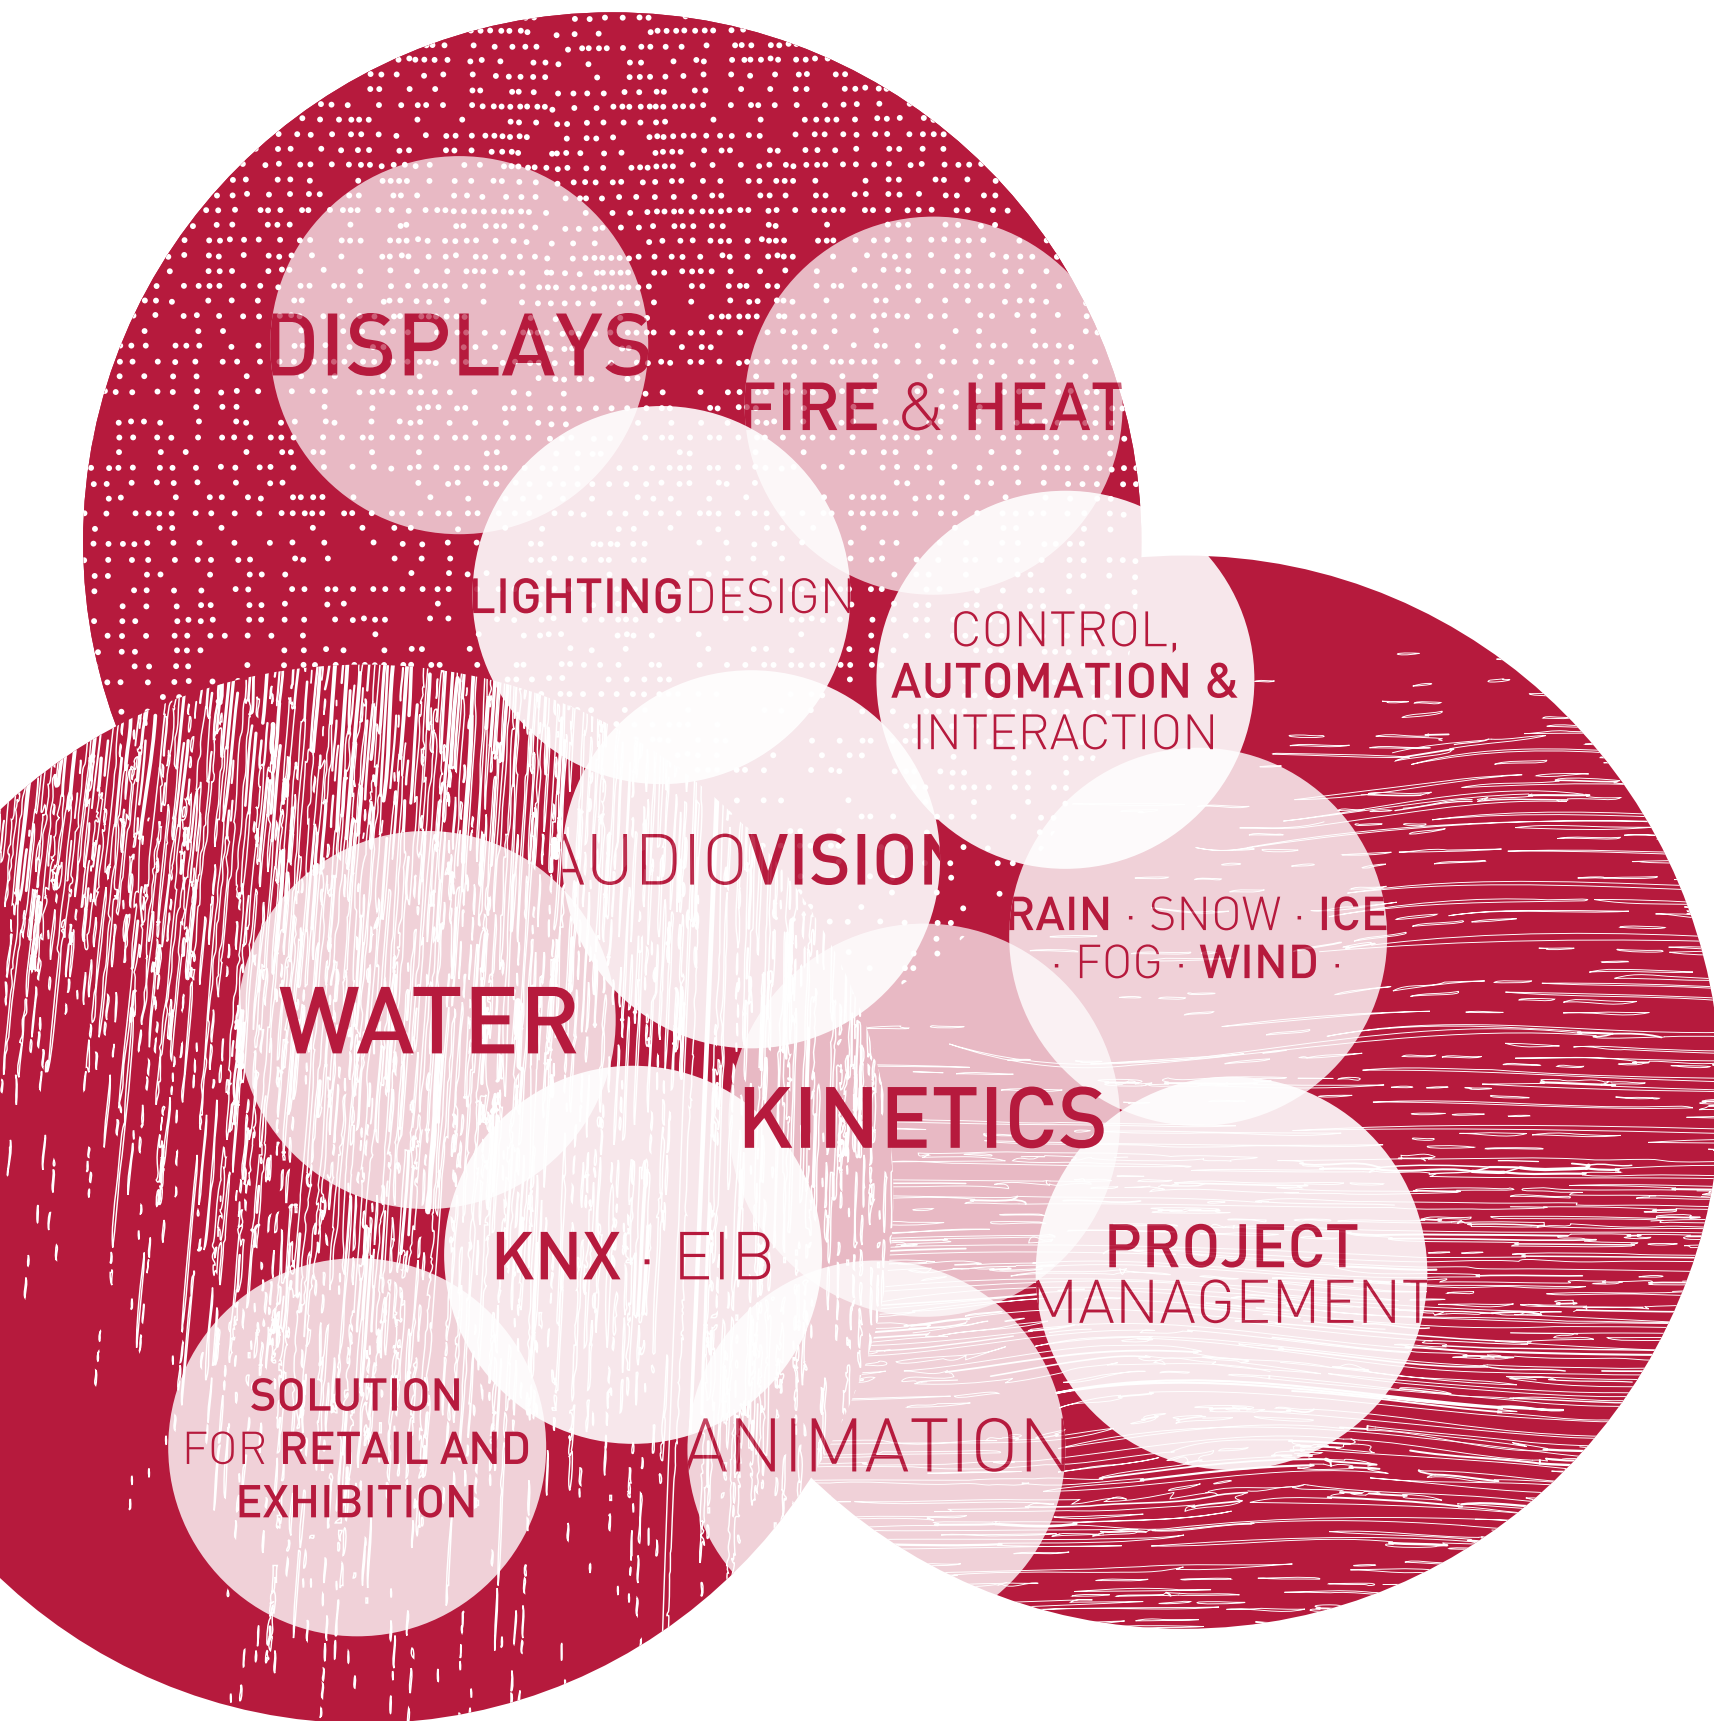 DISPLAYS
FIRE & HEAT
LIGHTINGDESIGN
CONTROL,
AUTOMATION &
INTERACTION
AUDIOVISION
RAIN · SNOW · ICE
· FOG · WIND ·
WATER
KINETICS
KNX · EIB
PROJECT
MANAGEMENT
SOLUTION
FOR RETAIL AND
EXHIBITION
ANIMATION